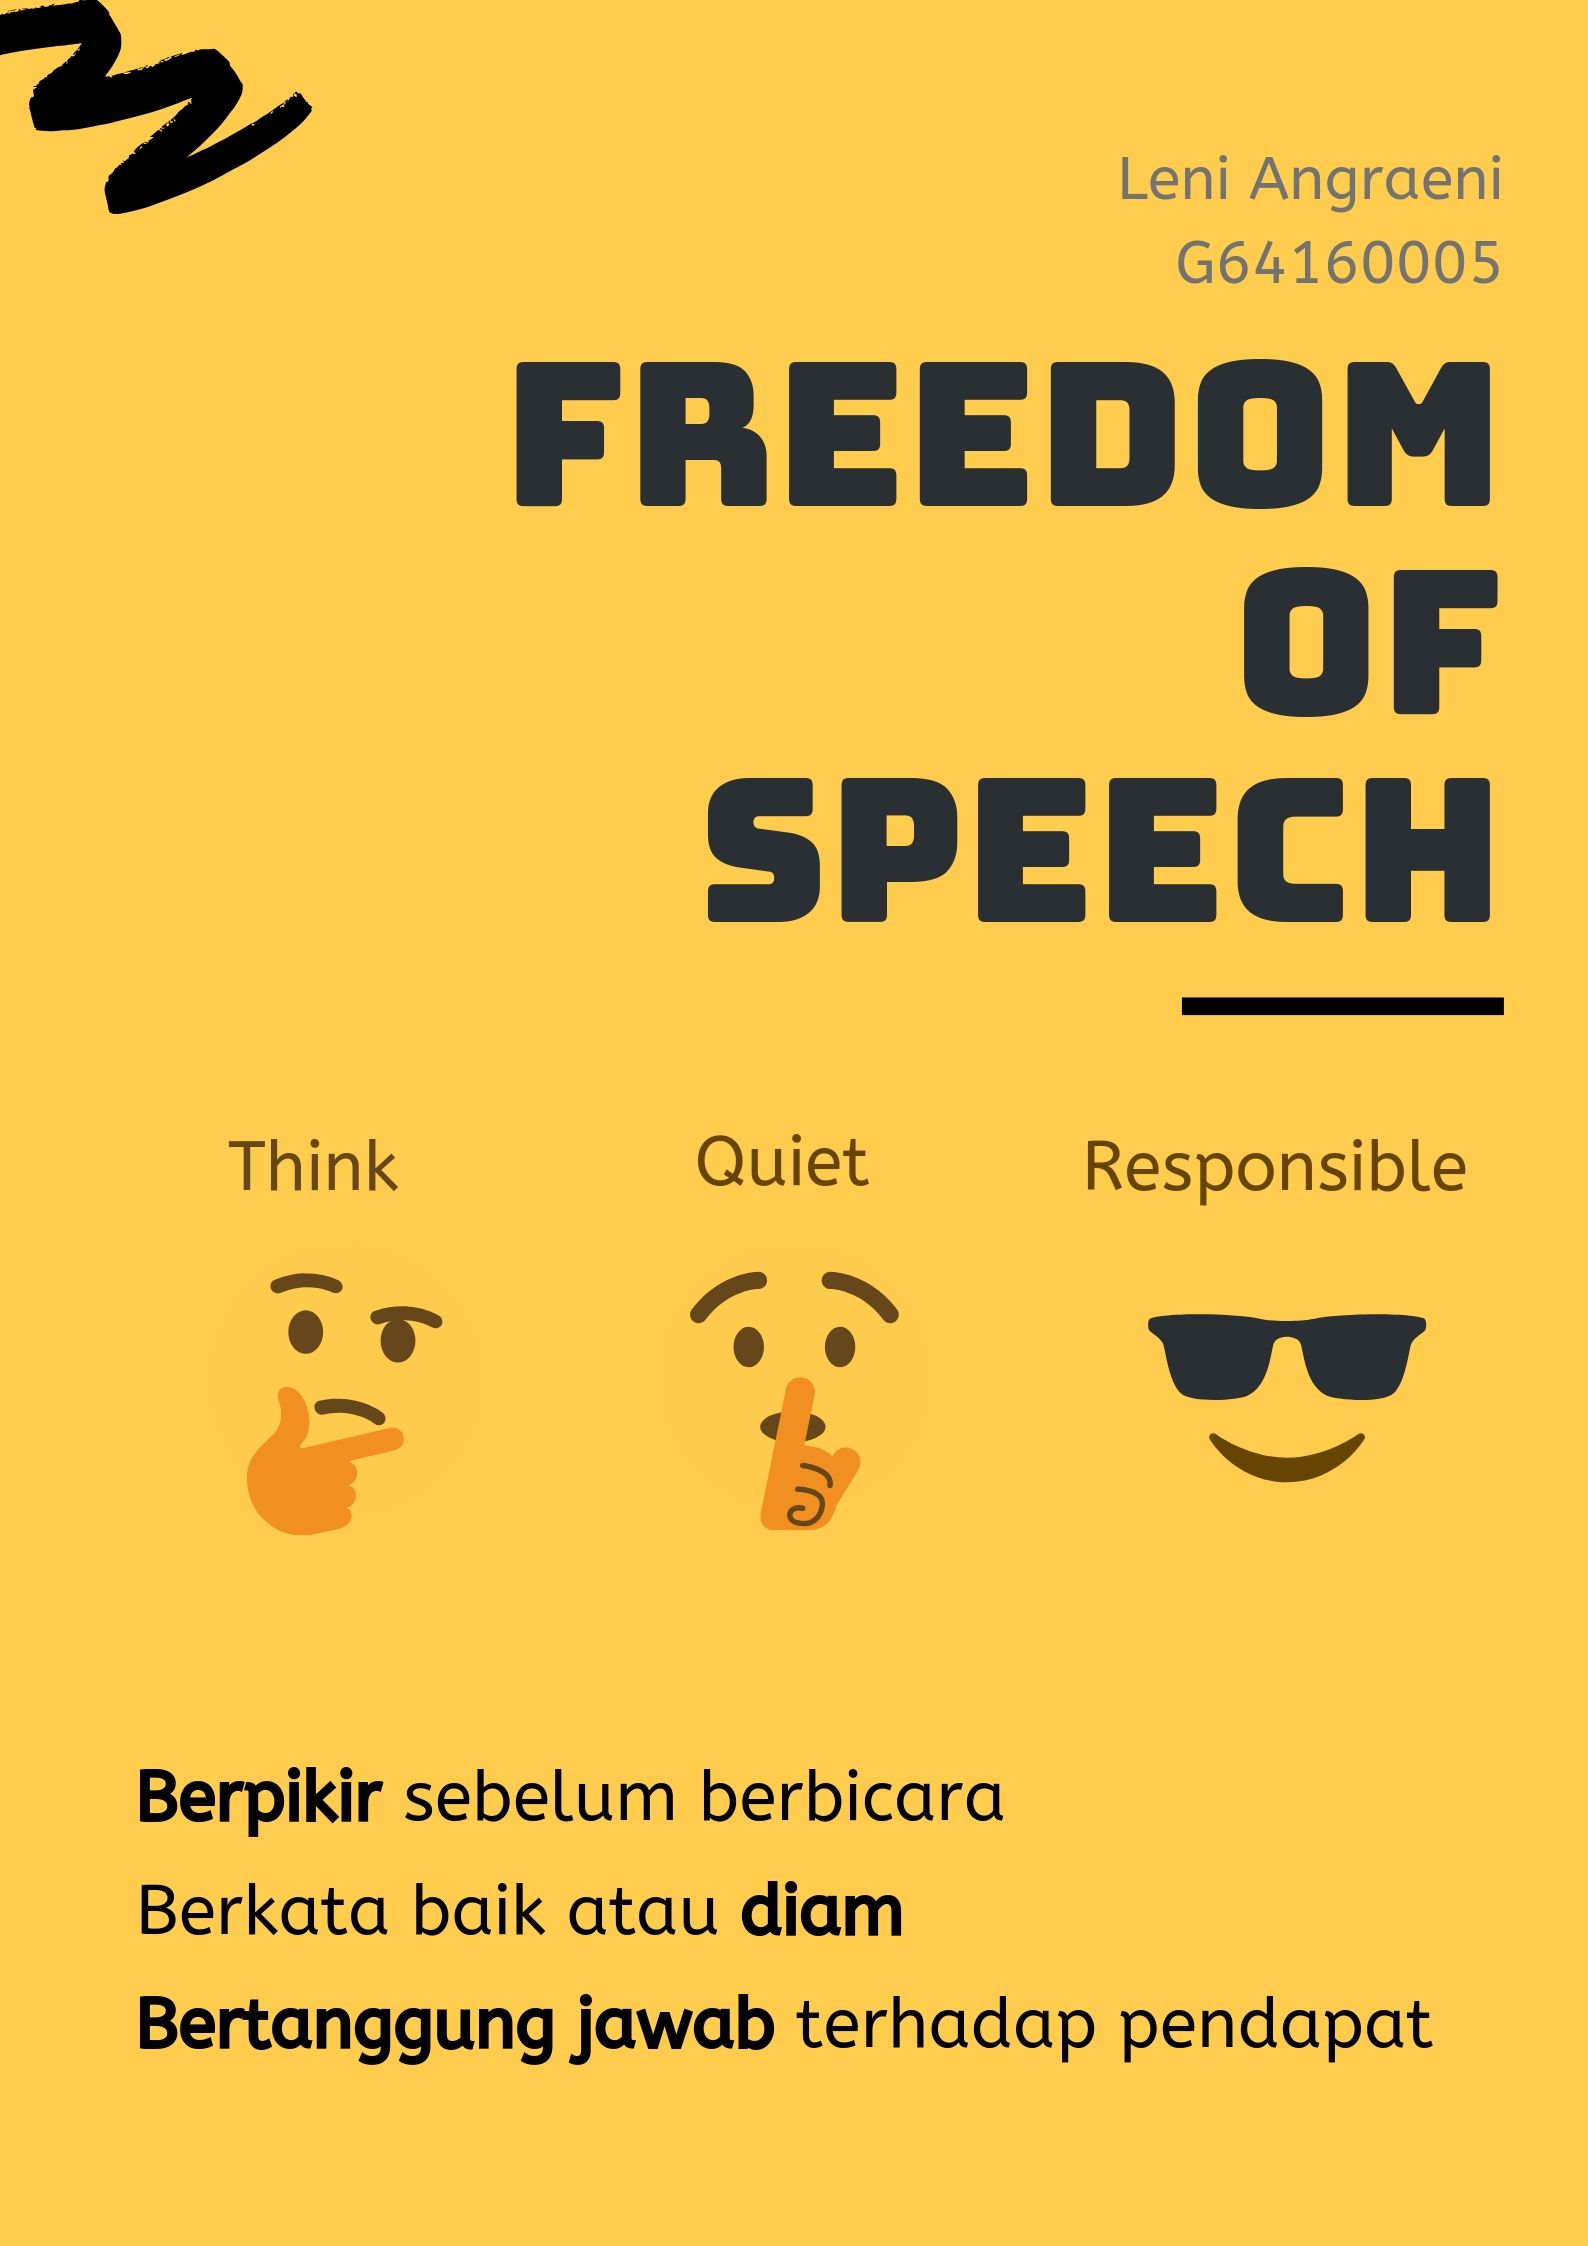 Leni Angraeni
G64160005
FREEDOM
OF
SPEECH
Think
Quiet
Responsible
Berpikir sebelum berbicara
Berkata baik atau diam
Bertanggung jawab terhadap pendapat